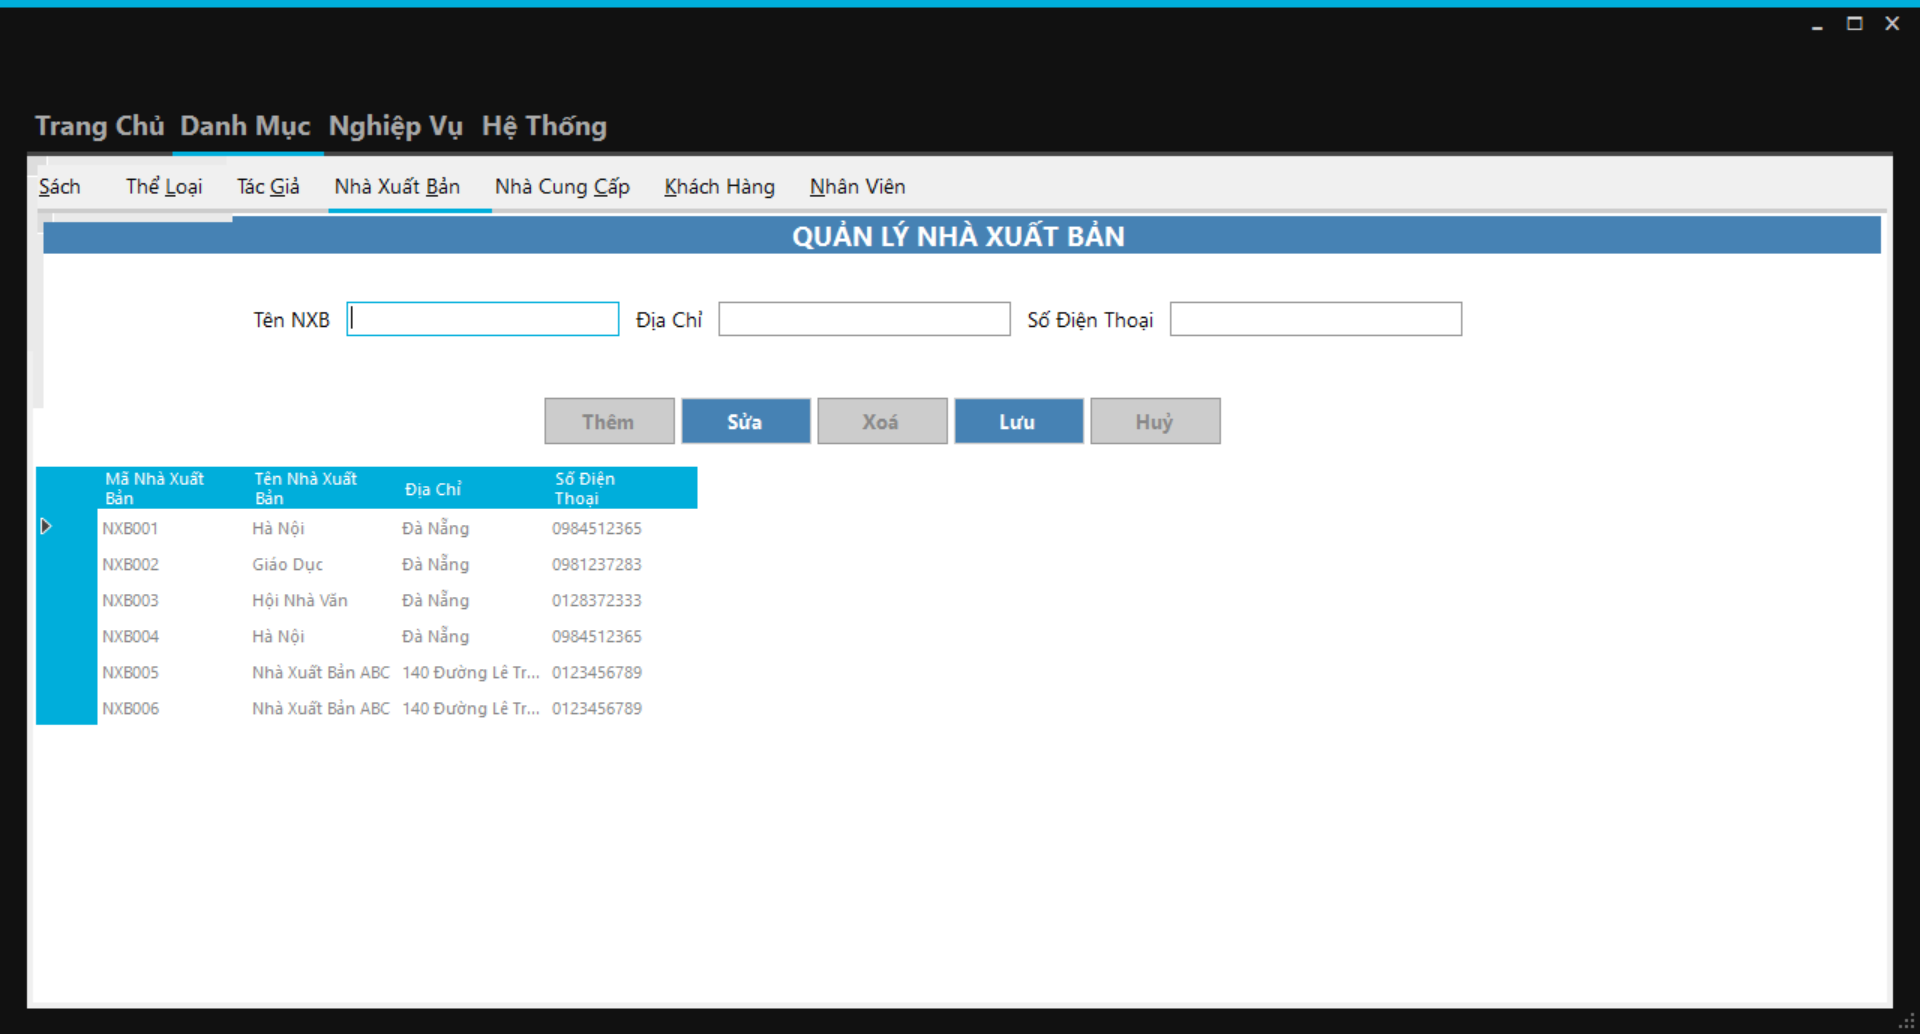 Trang Chủ Danh Mục Nghiệp Vụ Hệ Thống
Sách Thể Loại Tác Giả Nhà Xuất Bản Nhà Cung Cấp Khách Hàng Nhân Viên
QUẢN LÝ NHÀ XUẤT BẢN
Tên NXB Địa Chỉ Số Điện Thoại
Thêm Sửa Xoá Lưu Huỷ
Mã Nhà Xuất Bản Tên Nhà Xuất Bản Địa Chỉ Số Điện Thoại
NXB001 Hà Nội Đà Nẵng 0984512365
NXB002 Giáo Dục Đà Nẵng 0981237283
NXB003 Hội Nhà Văn Đà Nẵng 0128372333
NXB004 Hà Nội Đà Nẵng 0984512365
NXB005 Nhà Xuất Bản ABC 140 Đường Lê Tr... 0123456789
NXB006 Nhà Xuất Bản ABC 140 Đường Lê Tr... 0123456789